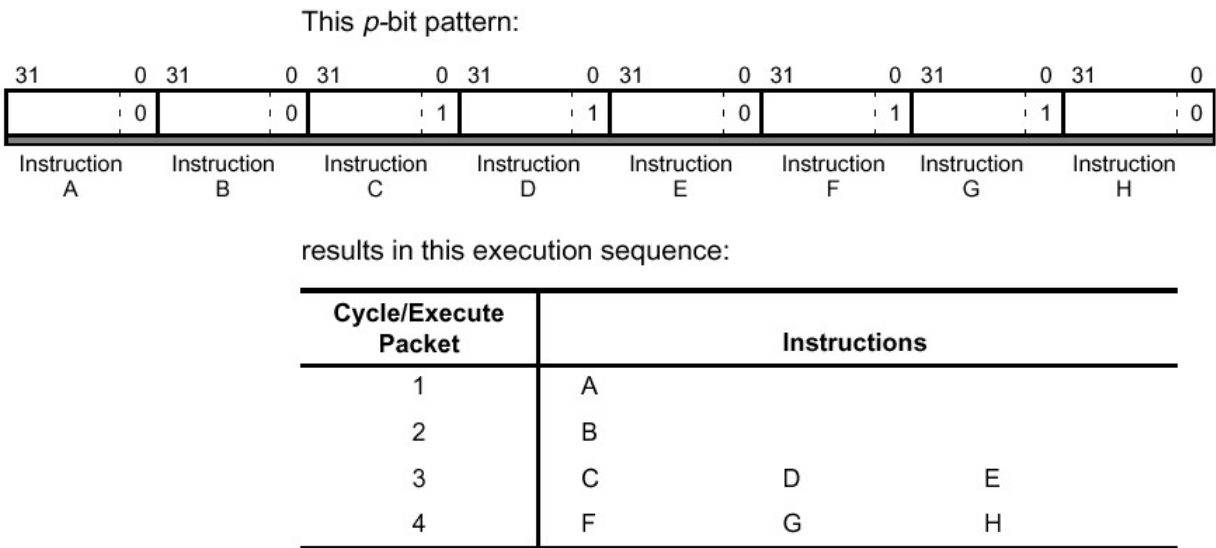 This p-bit pattern:
31 0 31 0 31 0 31 0 31 0 31 0 31 0 31 0
0 0 1 1 0 1 1 0
Instruction Instruction Instruction Instruction Instruction Instruction Instruction Instruction
A B C D E F G H
results in this execution sequence:
Cycle/Execute
Packet Instructions
1 A
2 B
3 C D E
4 F G H